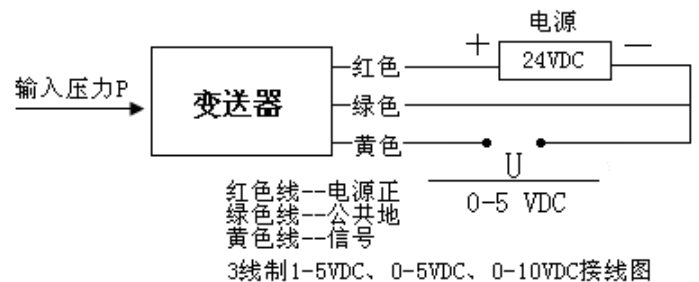 电源
+ 24VDC —
红色
输入压力P
变送器
绿色
黄色
U
0-5 VDC
红色线--电源正
绿色线--公共地
黄色线--信号
3线制1-5VDC、0-5VDC、0-10VDC接线图